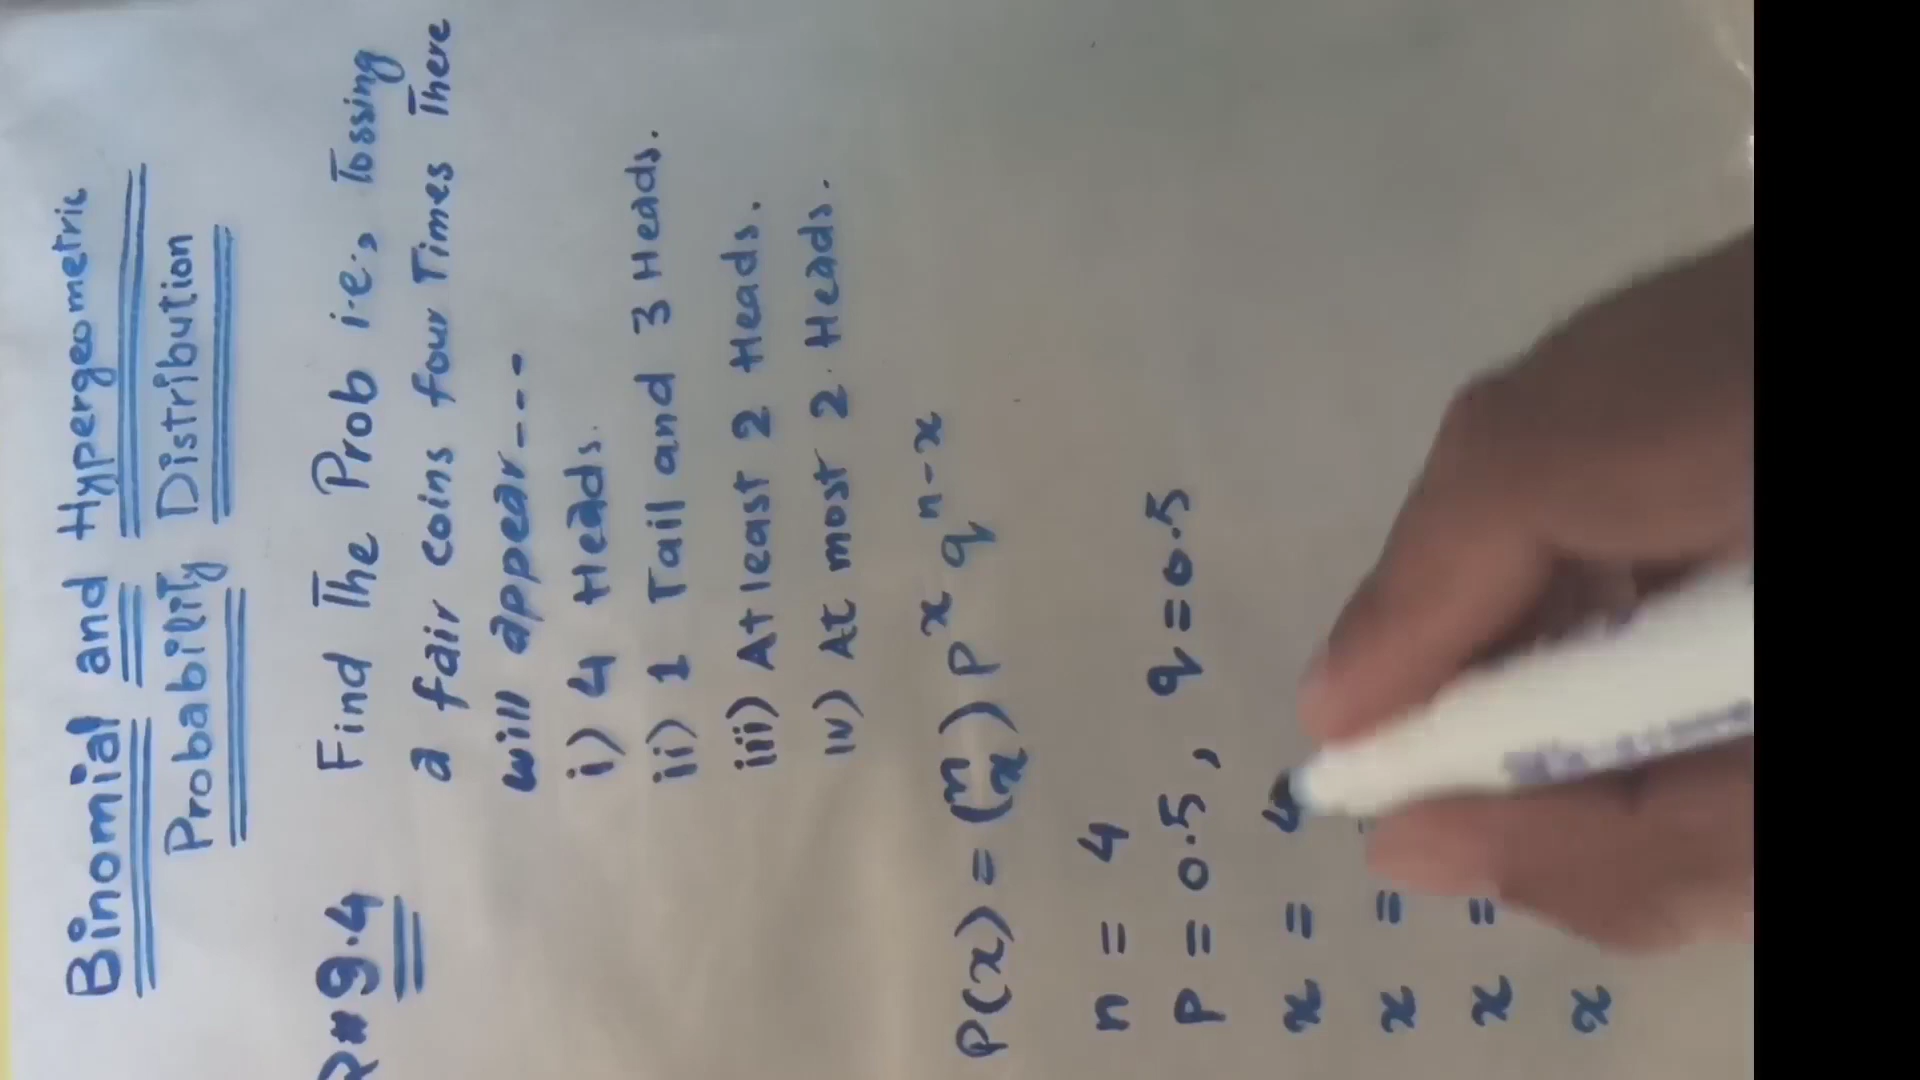 Binomial and Hypergeometric
Probability Distribution
Q#9.4 Find The Prob i.e., Tossing
a fair coins four Times There
will appear----
i) 4 Heads.
ii) 1 Tail and 3 Heads.
iii) At least 2 Heads.
iv) At most 2 Heads.
P(x) = (n x) p^x q^n-x
n = 4
P = 0.5, q = 0.5
x = 4
x =
x =
x